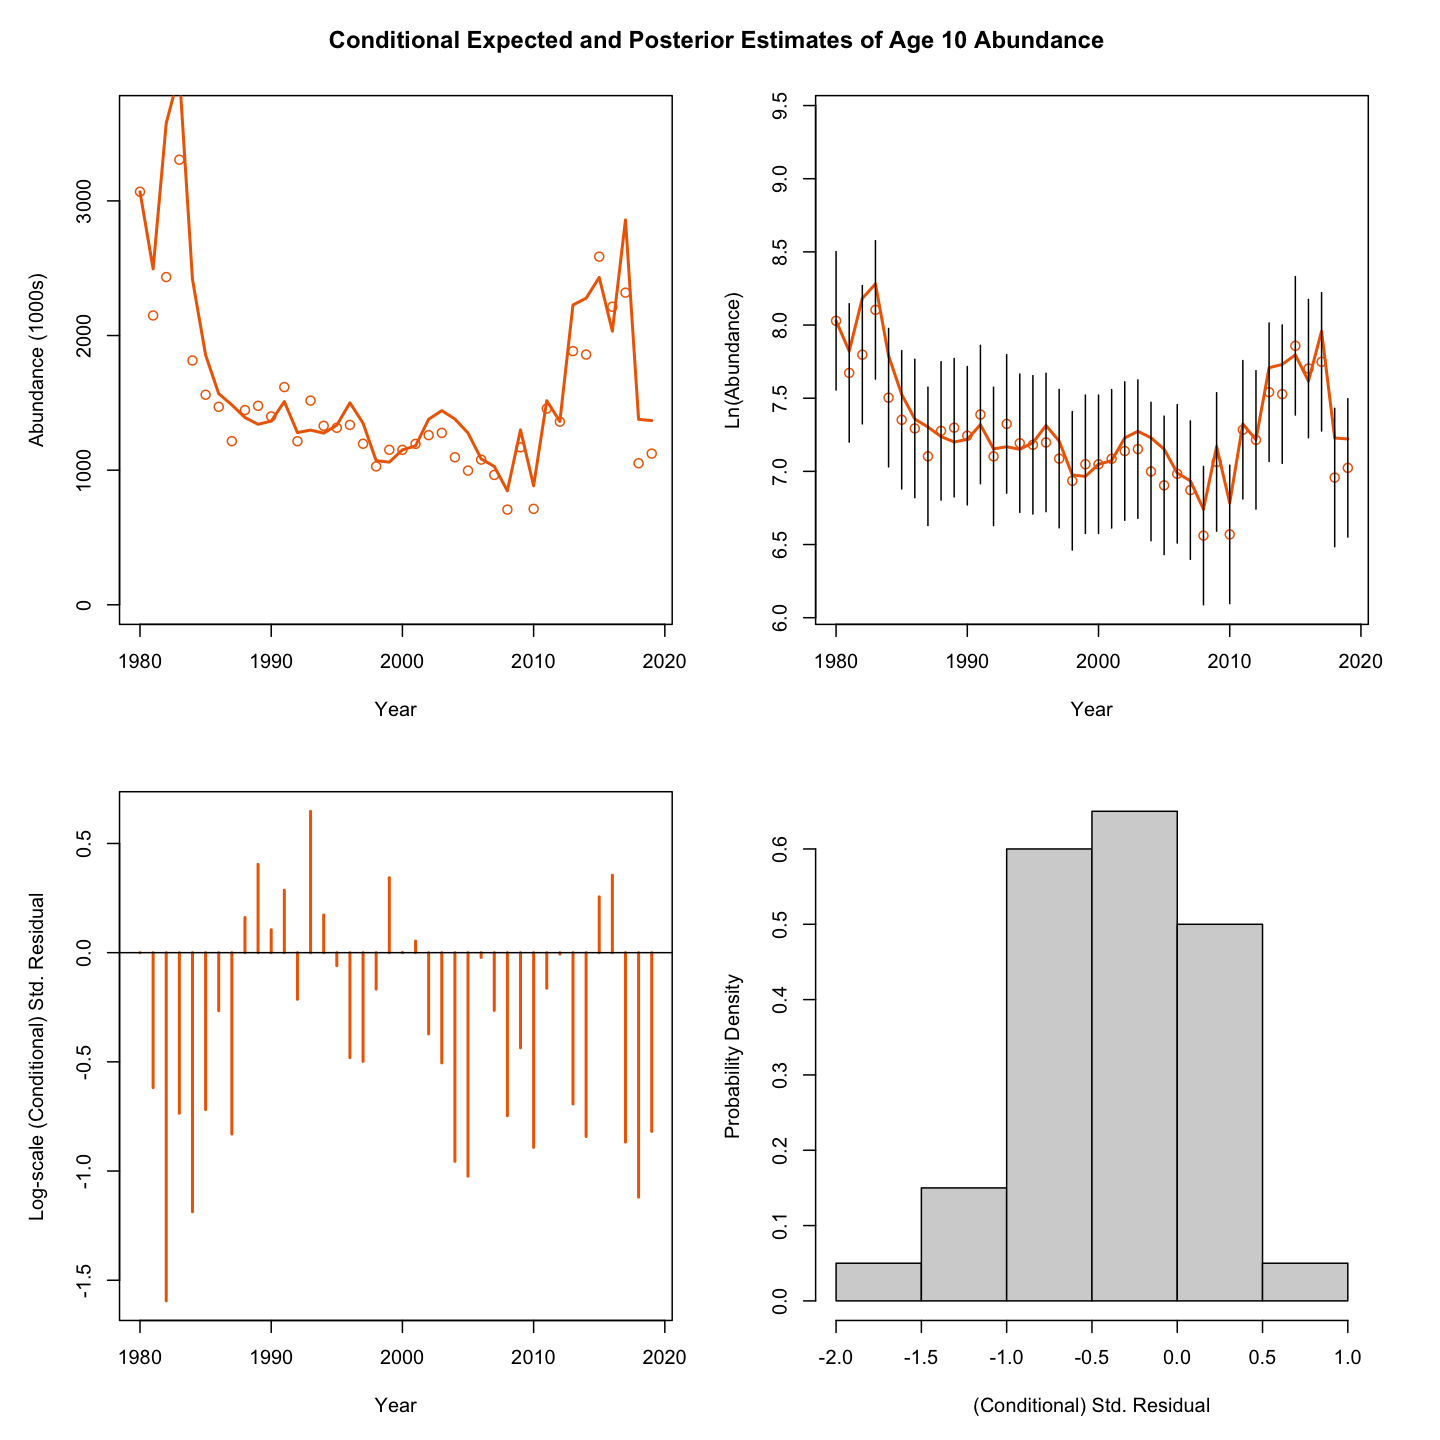 Conditional Expected and Posterior Estimates of Age 10 Abundance
Abundance (1000s)
3000
2000
1000
0
1980 1990 2000 2010 2020
Year
Ln(Abundance)
9.5
9.0
8.5
8.0
7.5
7.0
6.5
6.0
1980 1990 2000 2010 2020
Year
Log-scale (Conditional) Std. Residual
0.5
0.0
-0.5
-1.0
-1.5
1980 1990 2000 2010 2020
Year
Probability Density
0.6
0.5
0.4
0.3
0.2
0.1
0.0
-2.0 -1.5 -1.0 -0.5 0.0 0.5 1.0
(Conditional) Std. Residual